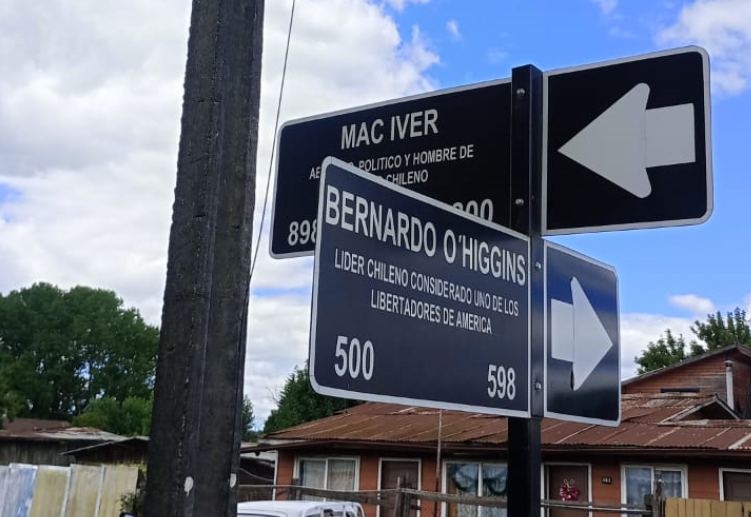 MAC IVER
POLITICO Y HOMBRE DE
CHILENO
898
BERNARDO O'HIGGINS
LIDER CHILENO CONSIDERADO UNO DE LOS
LIBERTADORES DE AMERICA
500
598